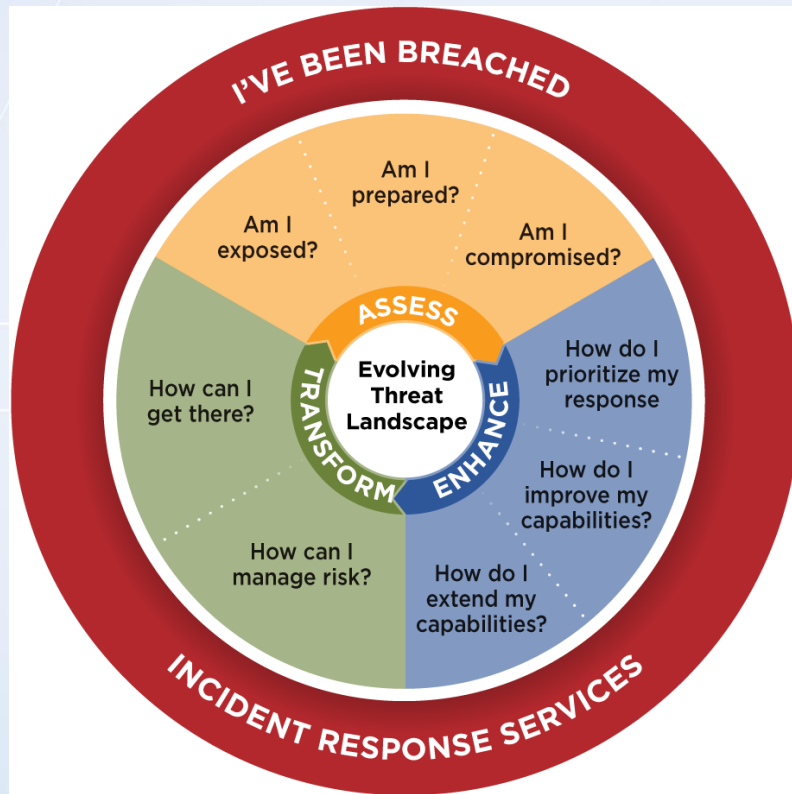 I'VE BEEN BREACHED
Am I
prepared?
Am I
exposed?
Am I
compromised?
ASSESS
Evolving
Threat
Landscape
TRANSFORM
ENHANCE
How do I
prioritize my
response
How can I
get there?
How do I
improve my
capabilities?
How can I
manage risk?
How do I
extend my
capabilities?
INCIDENT RESPONSE SERVICES